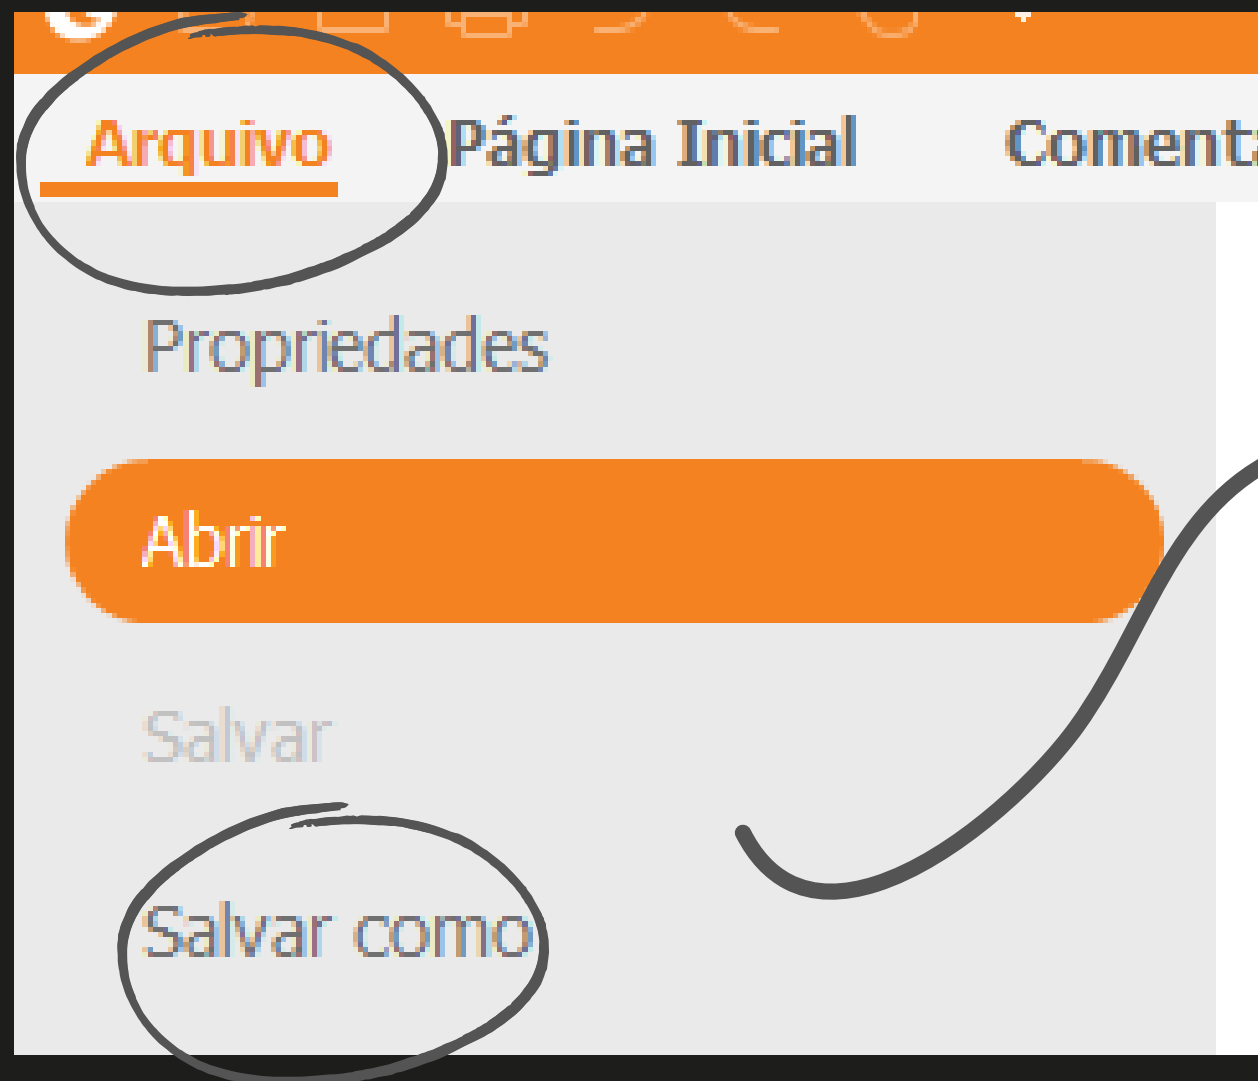 Arquivo Página Inicial
Propriedades
Abrir
Salvar
Salvar como